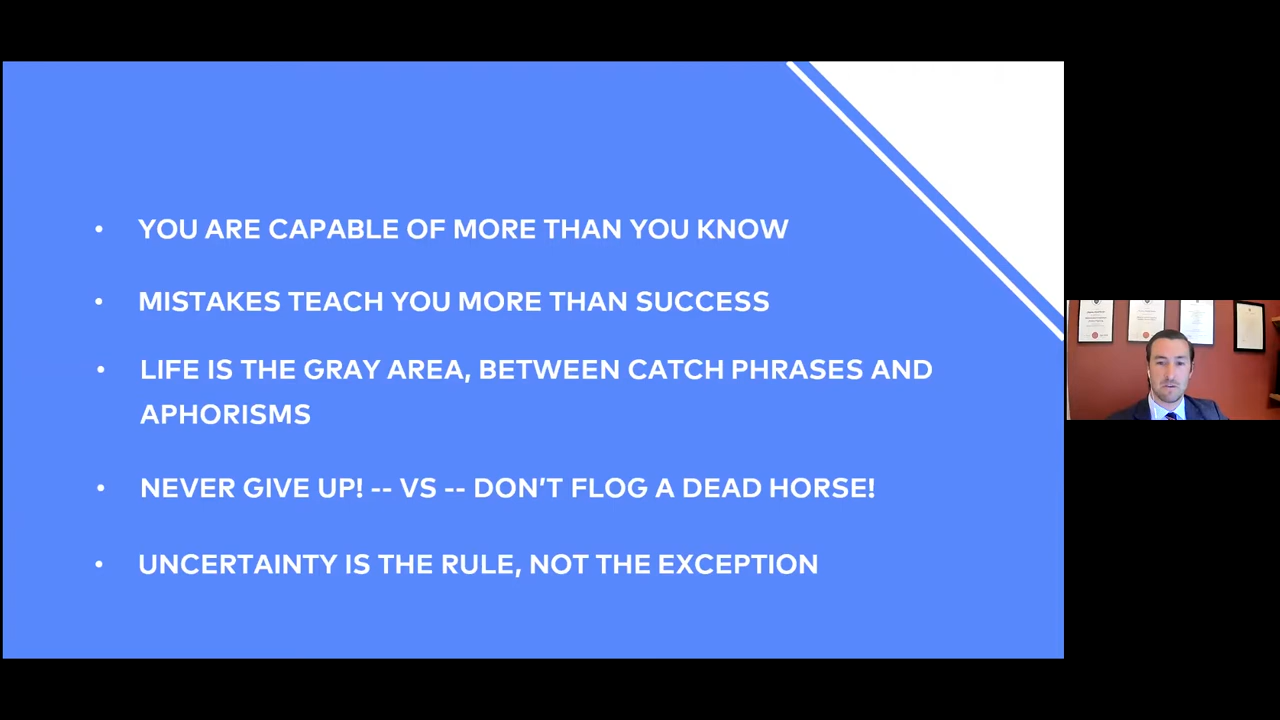 • YOU ARE CAPABLE OF MORE THAN YOU KNOW
• MISTAKES TEACH YOU MORE THAN SUCCESS
• LIFE IS THE GRAY AREA, BETWEEN CATCH PHRASES AND
APHORISMS
• NEVER GIVE UP! -- VS -- DON’T FLOG A DEAD HORSE!
• UNCERTAINTY IS THE RULE, NOT THE EXCEPTION